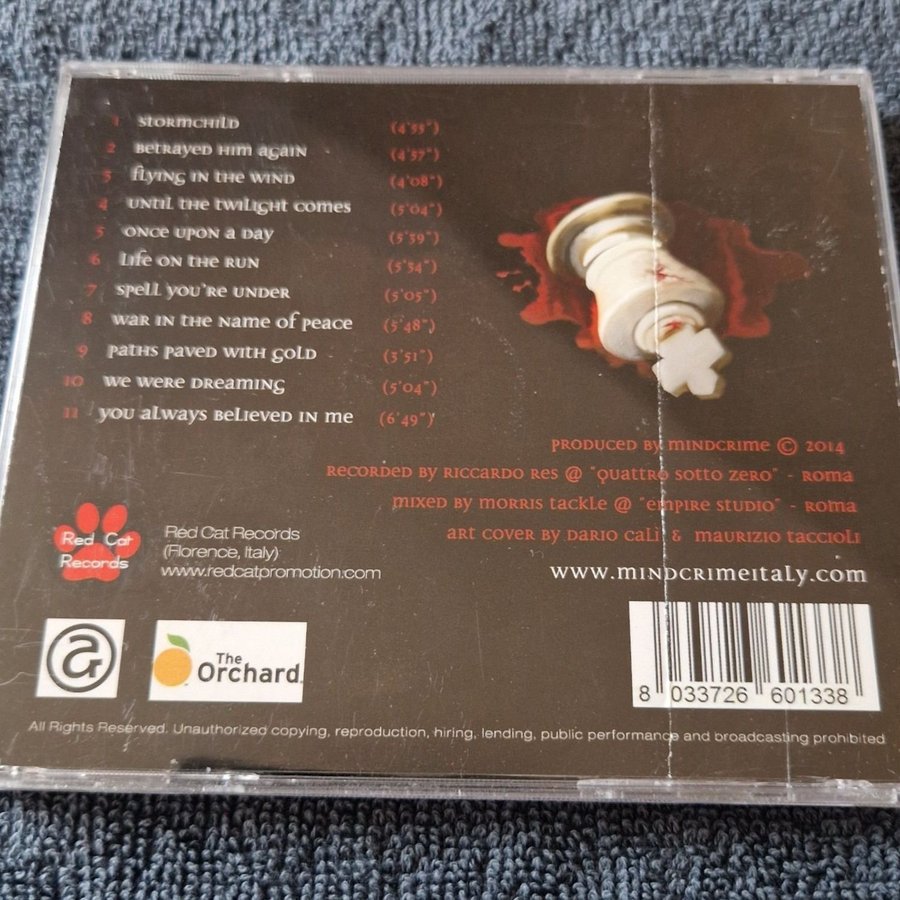 1 Stormchild (4'55")
2 Betrayed him again (4'57")
3 Flying in the wind (4'08")
4 Until the twilight comes (5'04")
5 Once upon a day (5'59")
6 Life on the run (5'54")
7 Spell you're under (5'05")
8 War in the name of peace (5'48")
9 Paths paved with gold (3'51")
10 We were dreaming (5'04")
11 You always believed in me (6'49")
Produced by Mindcrime © 2014
Recorded by Riccardo Res @ "Quattro Sotto Zero" - Roma
Mixed by Morris Tackle @ "Empire Studio" - Roma
Art cover by Dario Calì & Maurizio Taccioli
www.mindcrimeitaly.com
Red Cat
Records
Red Cat Records
(Florence, Italy)
www.redcatpromotion.com
The
Orchard
8 033726 601338
All Rights Reserved. Unauthorized copying, reproduction, hiring, lending, public performance and broadcasting prohibited